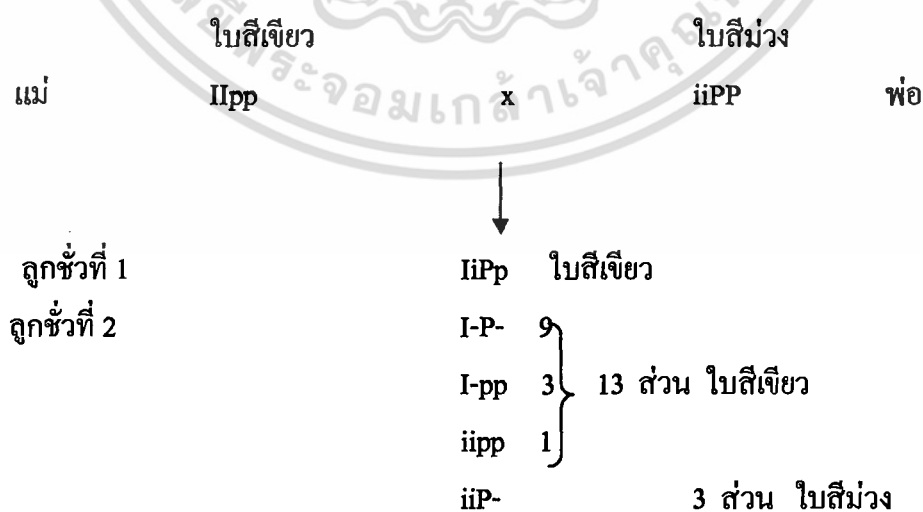 ใบสีเขียว ใบสีม่วง
แม่ IIpp x iiPP พ่อ
ลูกชั่วที่ 1 IiPp ใบสีเขียว
ลูกชั่วที่ 2 I-P- 9
I-pp 3 13 ส่วน ใบสีเขียว
iipp 1
iiP- 3 ส่วน ใบสีม่วง